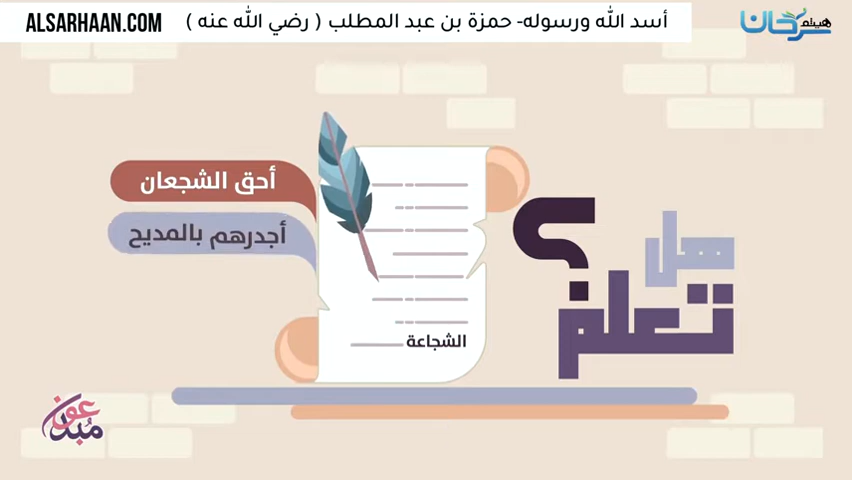 أسد الله ورسوله- حمزة بن عبد المطلب ( رضي الله عنه )
ALSARHAAN.COM
هيثم سرحان
هل
تعلم؟
أحق الشجعان
أجدرهم بالمديح
الشجاعة
مبدعون